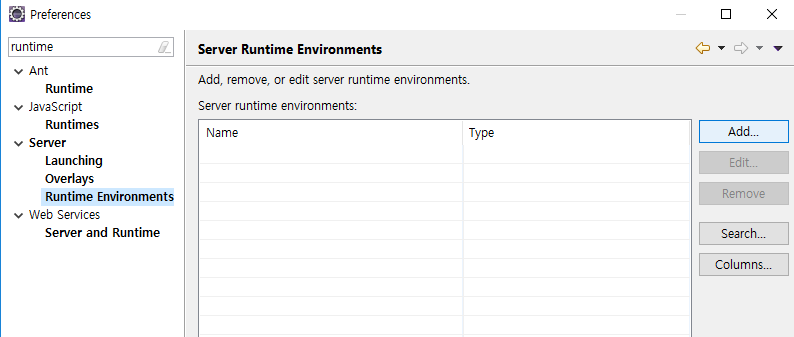 Preferences
runtime
Ant
Runtime
JavaScript
Runtimes
Server
Launching
Overlays
Runtime Environments
Web Services
Server and Runtime
Server Runtime Environments
Add, remove, or edit server runtime environments.
Server runtime environments:
Name Type
Add...
Edit...
Remove
Search...
Columns...